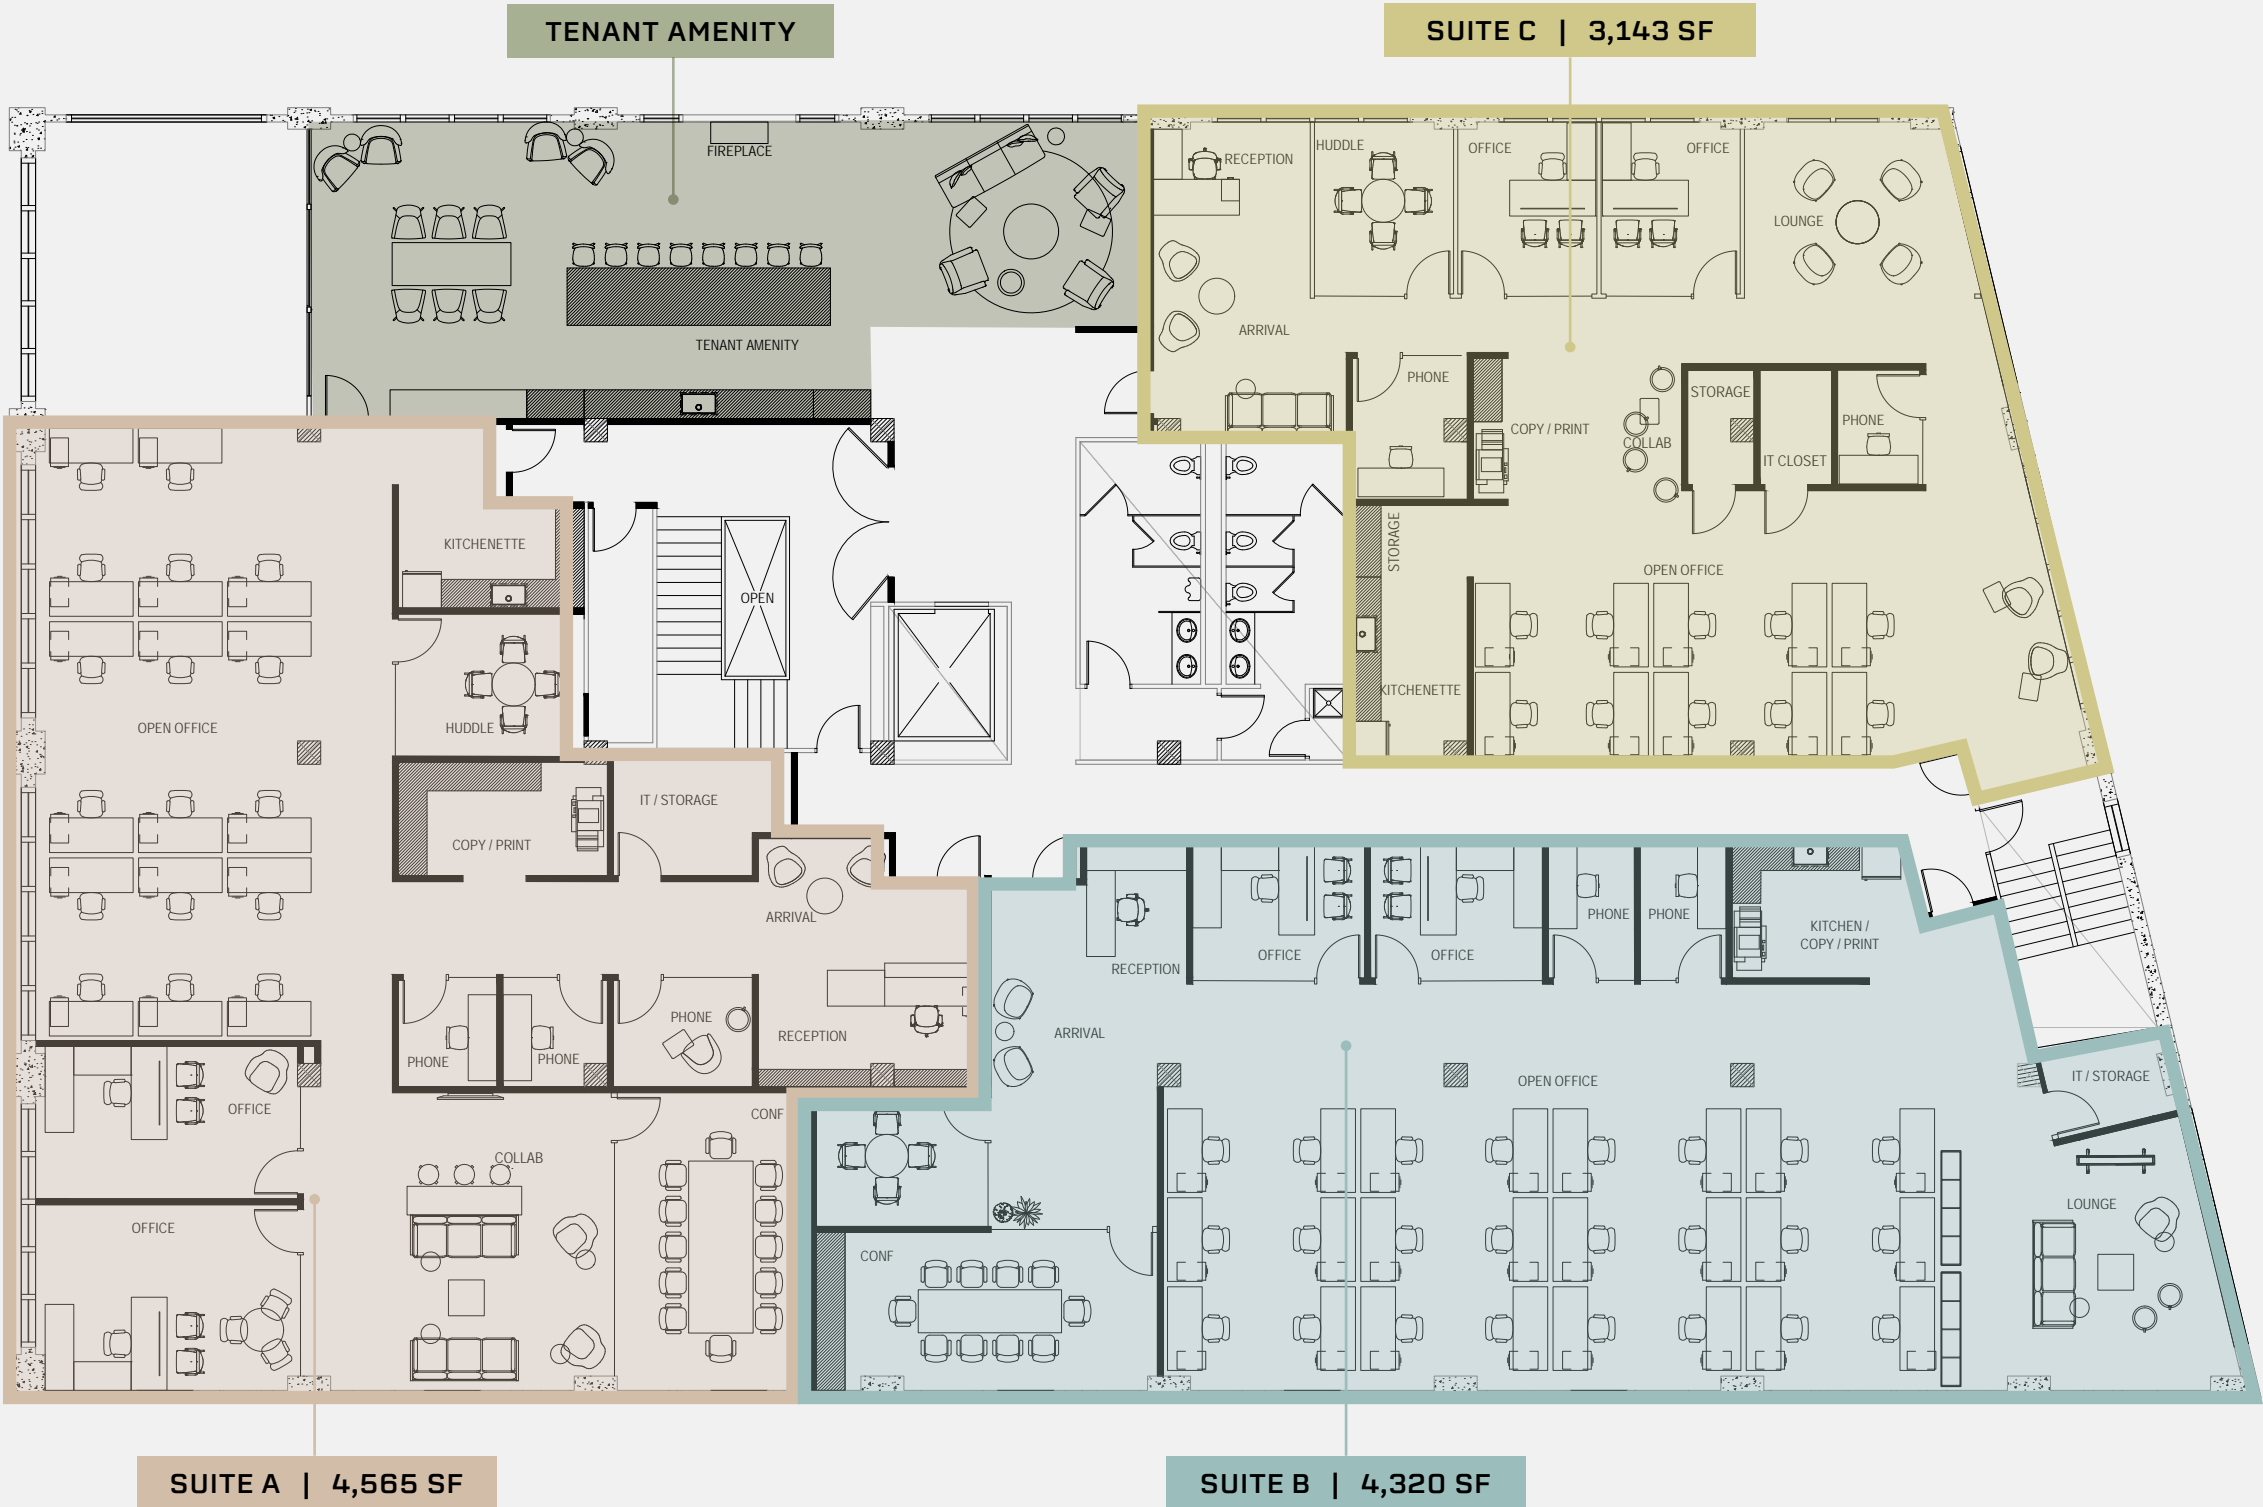 TENANT AMENITY
SUITE C | 3,143 SF
FIREPLACE
TENANT AMENITY
RECEPTION
HUDDLE
OFFICE
OFFICE
LOUNGE
ARRIVAL
PHONE
COPY / PRINT
COLLAB
STORAGE
IT CLOSET
PHONE
STORAGE
OPEN OFFICE
KITCHENETTE
KITCHENETTE
OPEN
HUDDLE
OPEN OFFICE
COPY / PRINT
IT / STORAGE
ARRIVAL
RECEPTION
PHONE
PHONE
PHONE
OFFICE
OFFICE
COLLAB
CONF
RECEPTION
OFFICE
OFFICE
PHONE
PHONE
KITCHEN /
COPY / PRINT
ARRIVAL
OPEN OFFICE
IT / STORAGE
LOUNGE
CONF
SUITE A | 4,565 SF
SUITE B | 4,320 SF